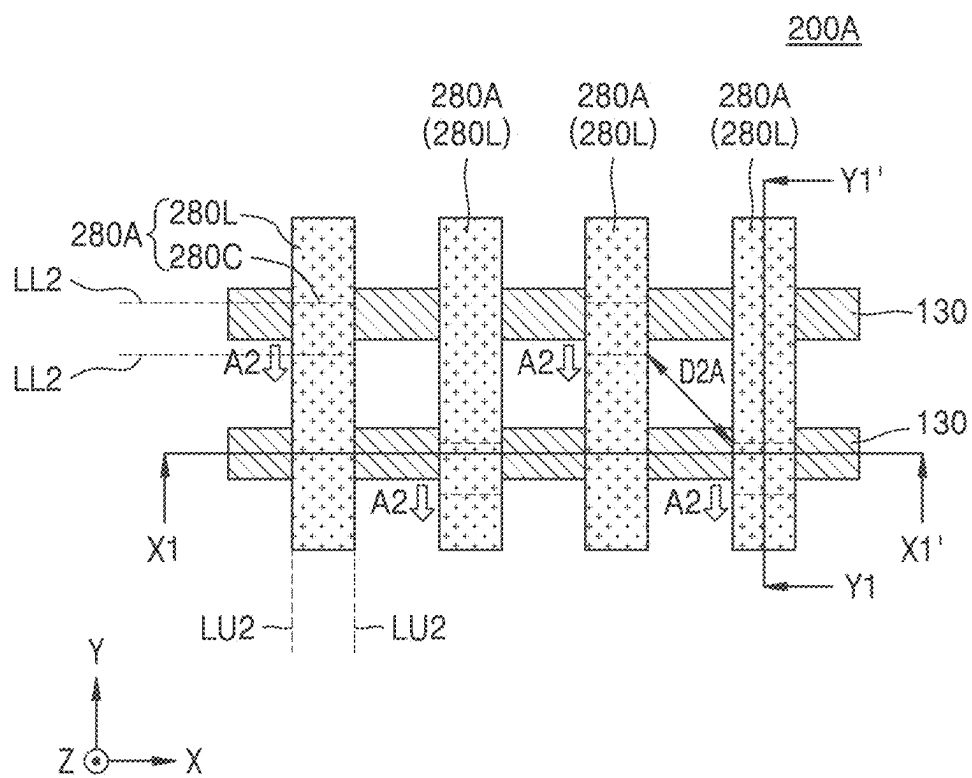 200A
280A 280A 280A
(280L) (280L) (280L)
Y1'
280A { 280L
280C
LL2
130
LL2
A2 A2
D2A
130
A2 A2
X1 X1'
Y1
LU2 LU2
Y
Z X